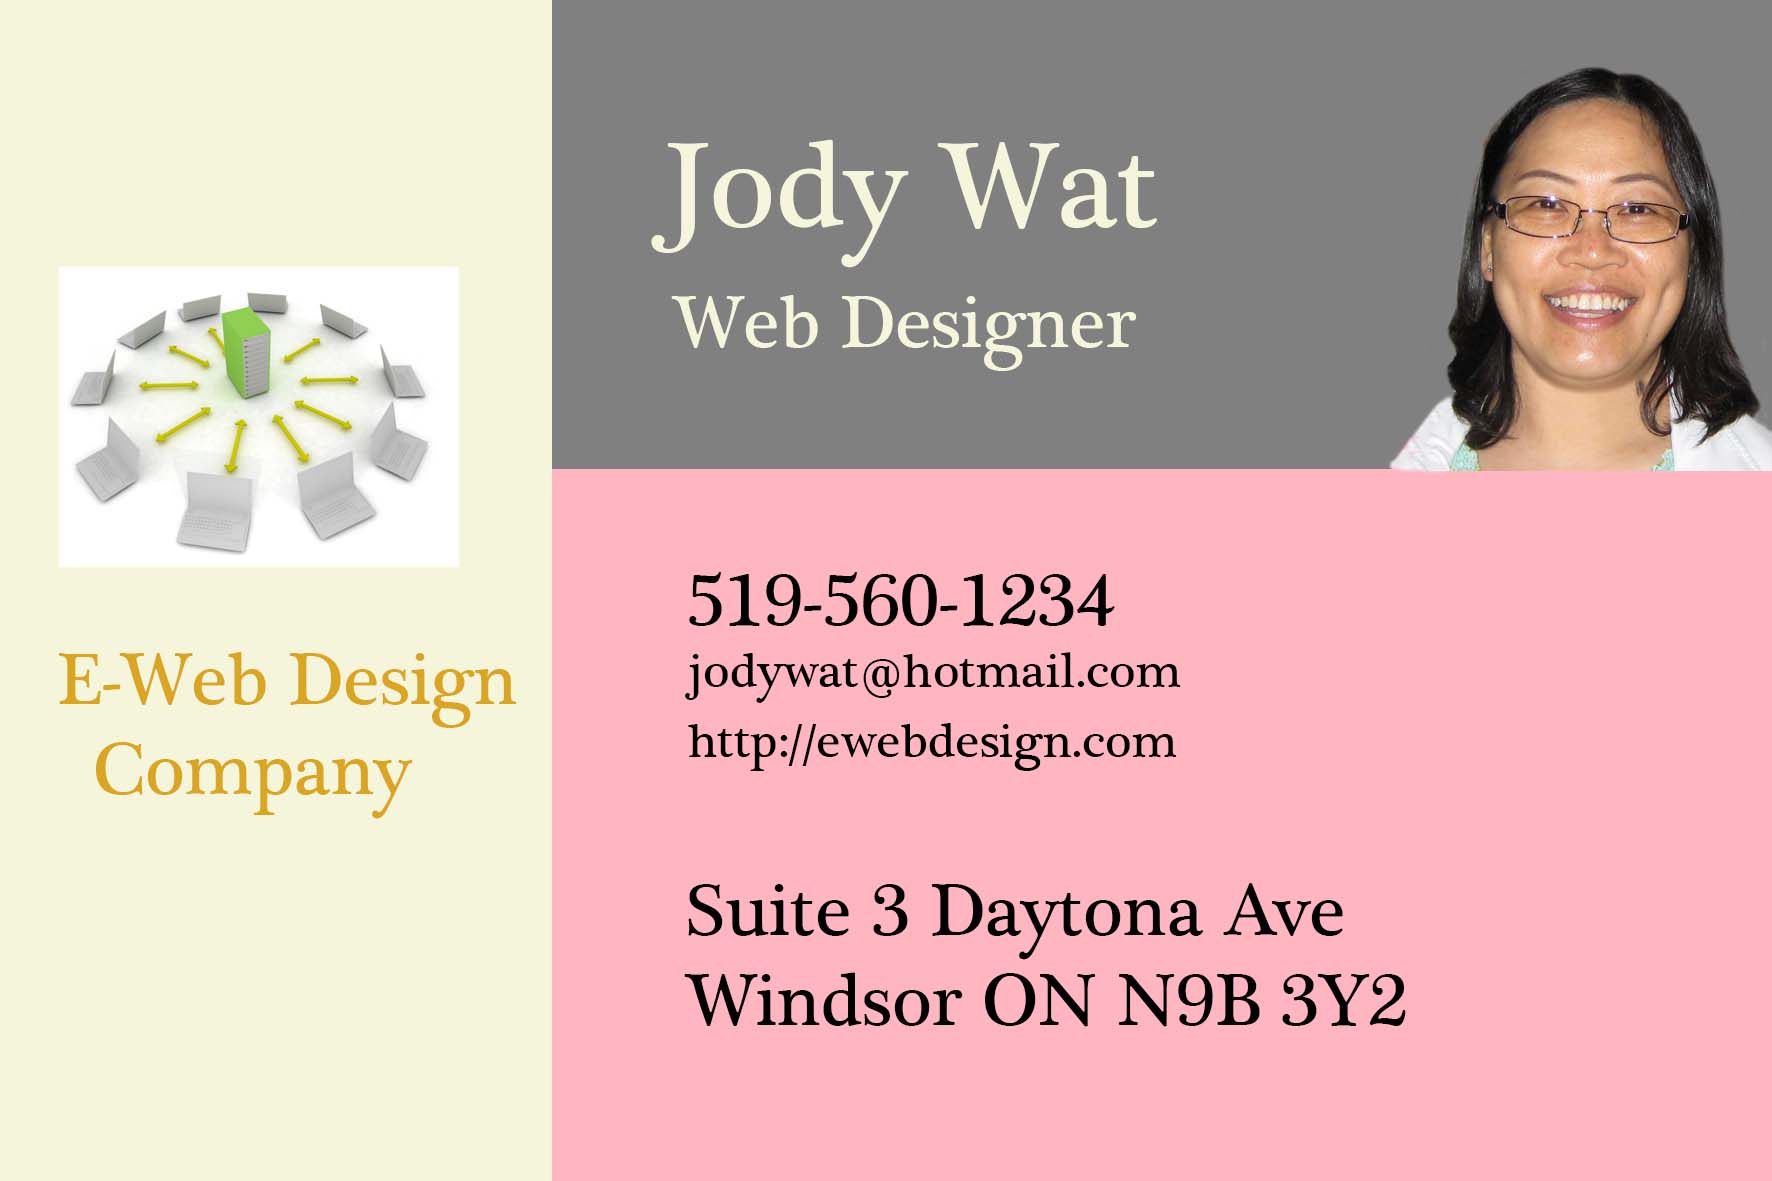 Jody Wat
Web Designer
E-Web Design
Company
519-560-1234
jodywat@hotmail.com
http://ewebdesign.com
Suite 3 Daytona Ave
Windsor ON N9B 3Y2